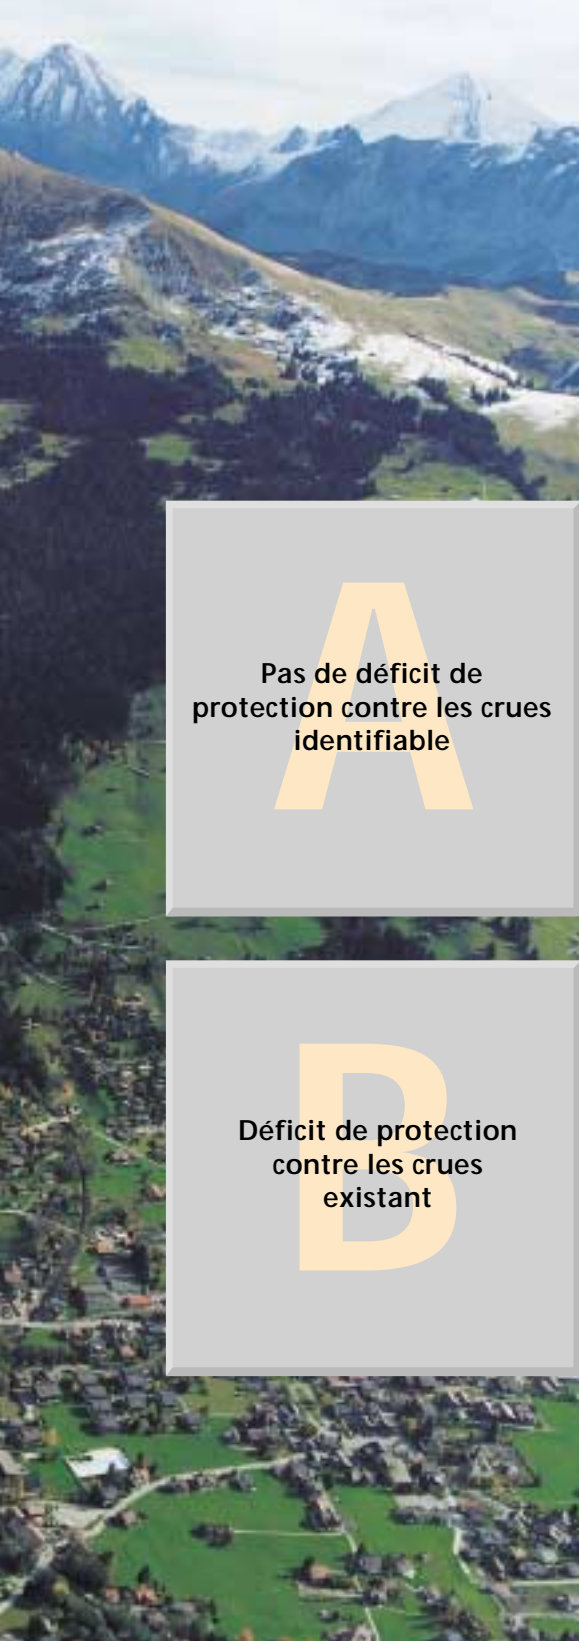 A
Pas de déficit de
protection contre les crues
identifiable
B
Déficit de protection
contre les crues
existant